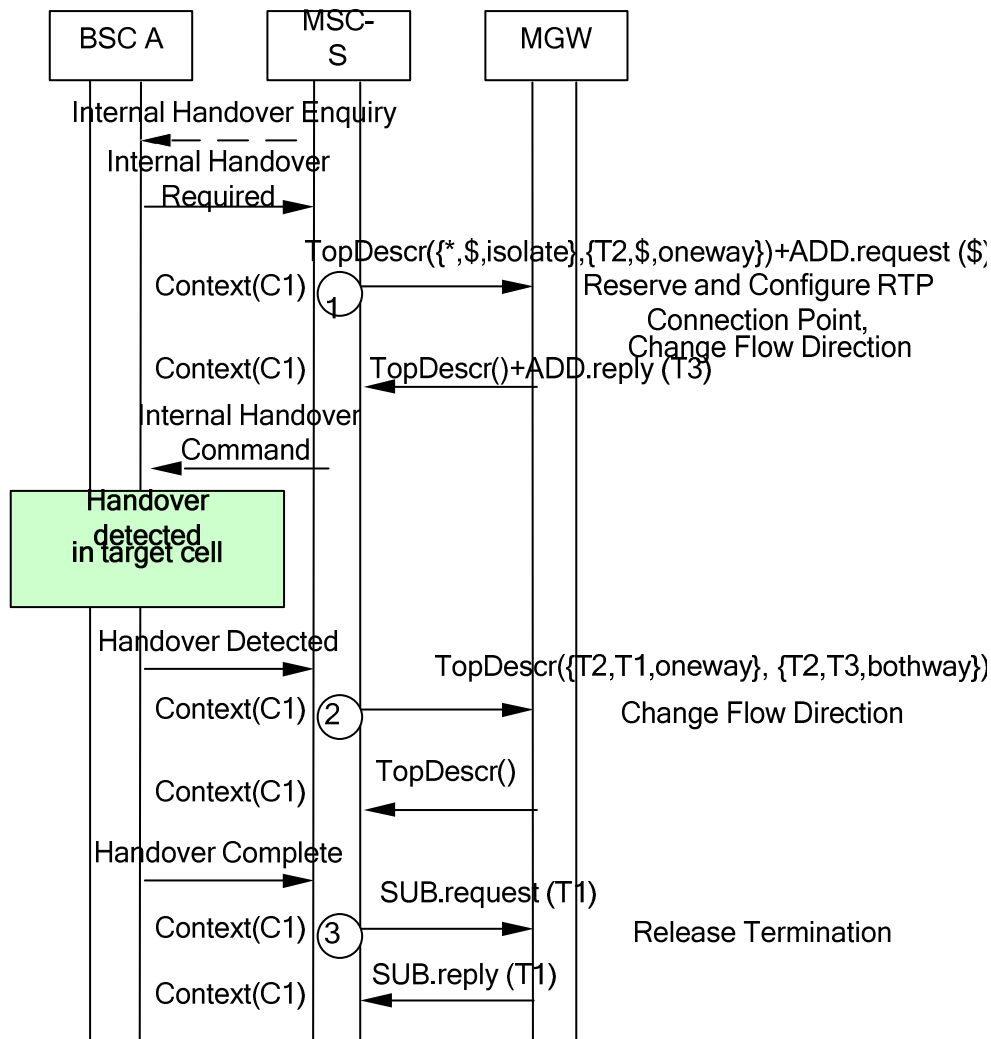 BSC A
MSC-
S
MGW
Internal Handover Enquiry
Internal Handover
Required
TopDescr({*,$,isolate},{T2,$,oneway})+ADD.request ($)
Context(C1)
1
Reserve and Configure RTP
Connection Point,
Change Flow Direction
Context(C1)
TopDescr()+ADD.reply (T3)
Internal Handover
Command
Handover
detected
in target cell
Handover Detected
TopDescr({T2,T1,oneway}, {T2,T3,bothway})
Context(C1)
2
Change Flow Direction
TopDescr()
Context(C1)
Handover Complete
SUB.request (T1)
Context(C1)
3
Release Termination
SUB.reply (T1)
Context(C1)